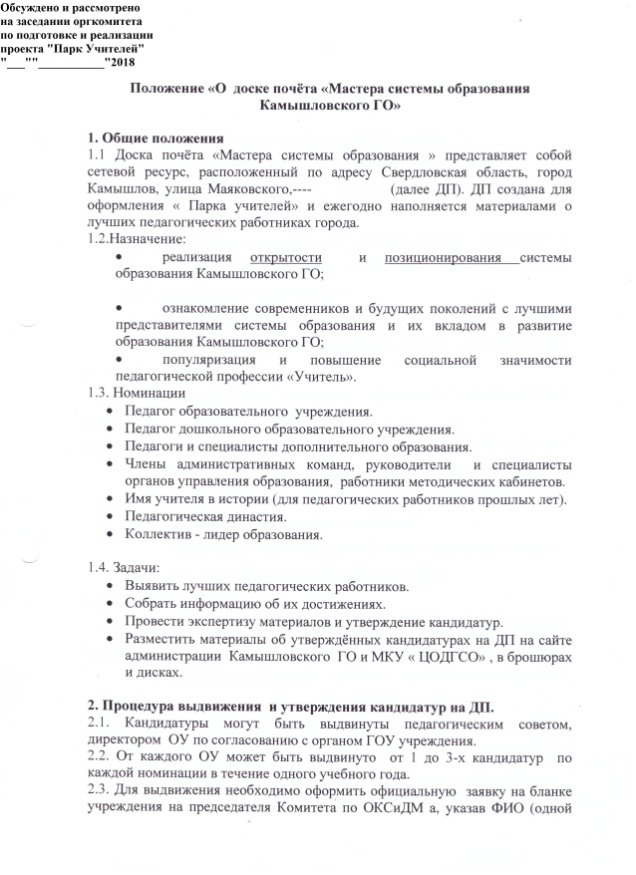 Обсуждено и рассмотрено
на заседании оргкомитета
по подготовке и реализации
проекта "Парк Учителей"
"___""___________"2018
Положение «О доске почёта «Мастера системы образования
Камышловского ГО»
1. Общие положения
1.1 Доска почёта «Мастера системы образования » представляет собой
сетевой ресурс, расположенный по адресу Свердловская область, город
Камышлов, улица Маяковского,---- (далее ДП). ДП создана для
оформления « Парка учителей» и ежегодно наполняется материалами о
лучших педагогических работниках города.
1.2.Назначение:
• реализация открытости и позиционирования системы
образования Камышловского ГО;
• ознакомление современников и будущих поколений с лучшими
представителями системы образования и их вкладом в развитие
образования Камышловского ГО;
• популяризация и повышение социальной значимости
педагогической профессии «Учитель».
1.3. Номинации
• Педагог образовательного учреждения.
• Педагог дошкольного образовательного учреждения.
• Педагоги и специалисты дополнительного образования.
• Члены административных команд, руководители и специалисты
органов управления образования, работники методических кабинетов.
• Имя учителя в истории (для педагогических работников прошлых лет).
• Педагогическая династия.
• Коллектив - лидер образования.
1.4. Задачи:
• Выявить лучших педагогических работников.
• Собрать информацию об их достижениях.
• Провести экспертизу материалов и утверждение кандидатур.
• Разместить материалы об утверждённых кандидатурах на ДП на сайте
администрации Камышловского ГО и МКУ « ЦОДГСО» , в брошюрах
и дисках.
2. Процедура выдвижения и утверждения кандидатур на ДП.
2.1. Кандидатуры могут быть выдвинуты педагогическим советом,
директором ОУ по согласованию с органом ГОУ учреждения.
2.2. От каждого ОУ может быть выдвинуто от 1 до 3-х кандидатур по
каждой номинации в течение одного учебного года.
2.3. Для выдвижения необходимо оформить официальную заявку на бланке
учреждения на председателя Комитета по ОКСиДМ а, указав ФИО (одной